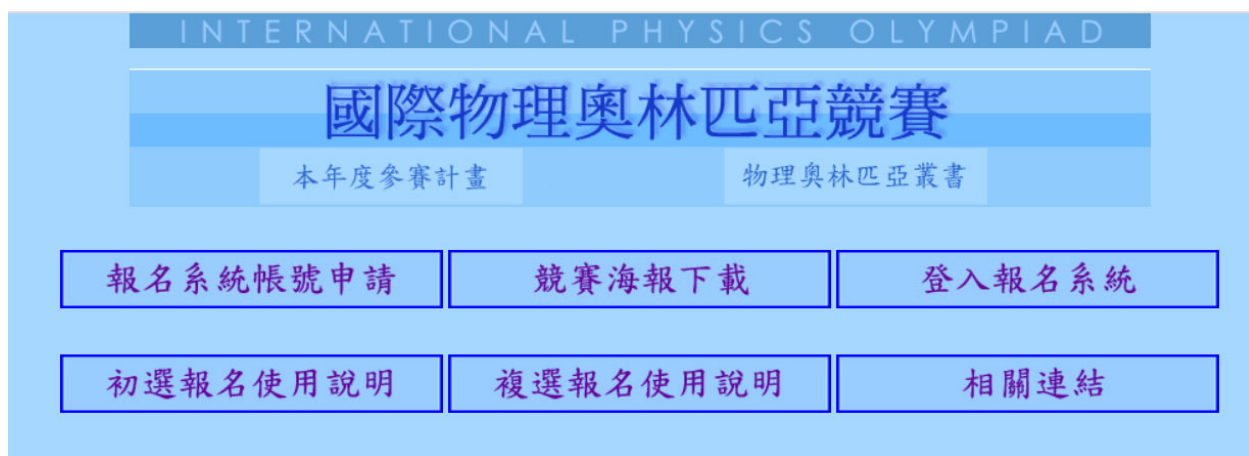 INTERNATIONAL PHYSICS OLYMPIAD
國際物理奧林匹亞競賽
本年度參賽計畫 物理奧林匹亞叢書
報名系統帳號申請 競賽海報下載 登入報名系統
初選報名使用說明 複選報名使用說明 相關連結